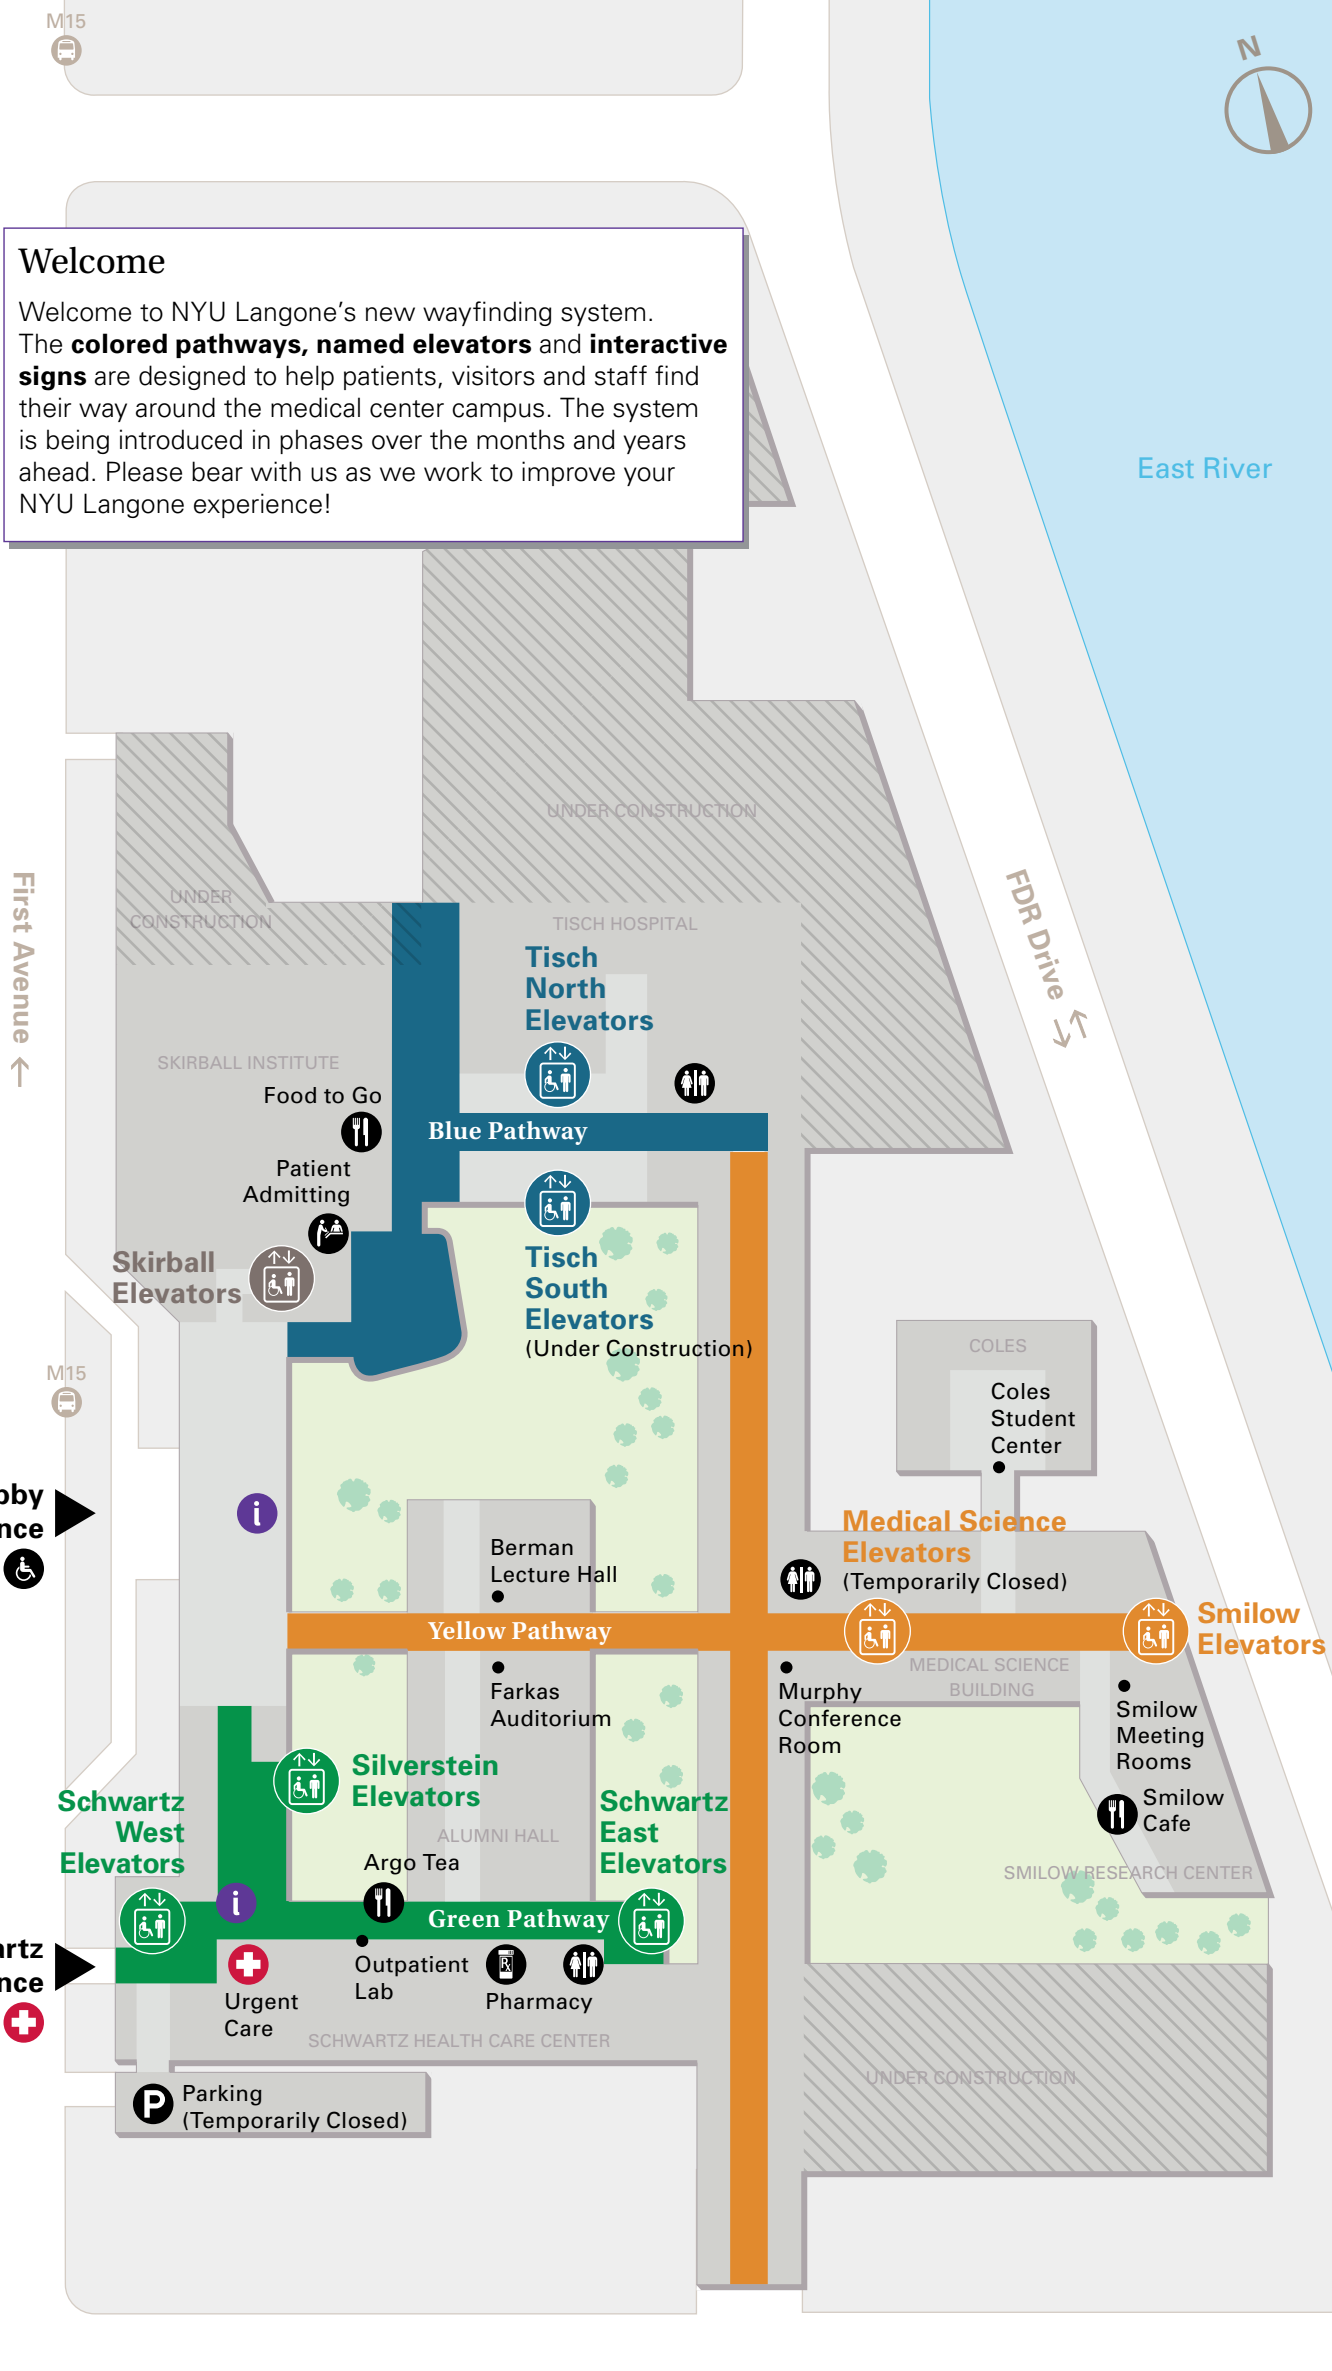 M15
N
Welcome
Welcome to NYU Langone's new wayfinding system.
The colored pathways, named elevators and interactive
signs are designed to help patients, visitors and staff find
their way around the medical center campus. The system
is being introduced in phases over the months and years
ahead. Please bear with us as we work to improve your
NYU Langone experience!
East River
UNDER CONSTRUCTION
First Avenue
FDR Drive
UNDER
CONSTRUCTION
TISCH HOSPITAL
Tisch
North
Elevators
SKIRBALL INSTITUTE
Food to Go
Blue Pathway
Patient
Admitting
Skirball
Elevators
Tisch
South
Elevators
(Under Construction)
COLES
M15
Coles
Student
Center
i
Medical Science
Elevators
(Temporarily Closed)
Berman
Lecture Hall
Smilow
Elevators
Yellow Pathway
MEDICAL SCIENCE
BUILDING
Farkas
Auditorium
Murphy
Conference
Room
Smilow
Meeting
Rooms
Silverstein
Elevators
Schwartz
West
Elevators
Schwartz
East
Elevators
Smilow
Cafe
ALUMNI HALL
Argo Tea
SMILOW RESEARCH CENTER
i
Green Pathway
Outpatient
Lab
Rx
Pharmacy
Urgent
Care
SCHWARTZ HEALTH CARE CENTER
UNDER CONSTRUCTION
P
Parking
(Temporarily Closed)